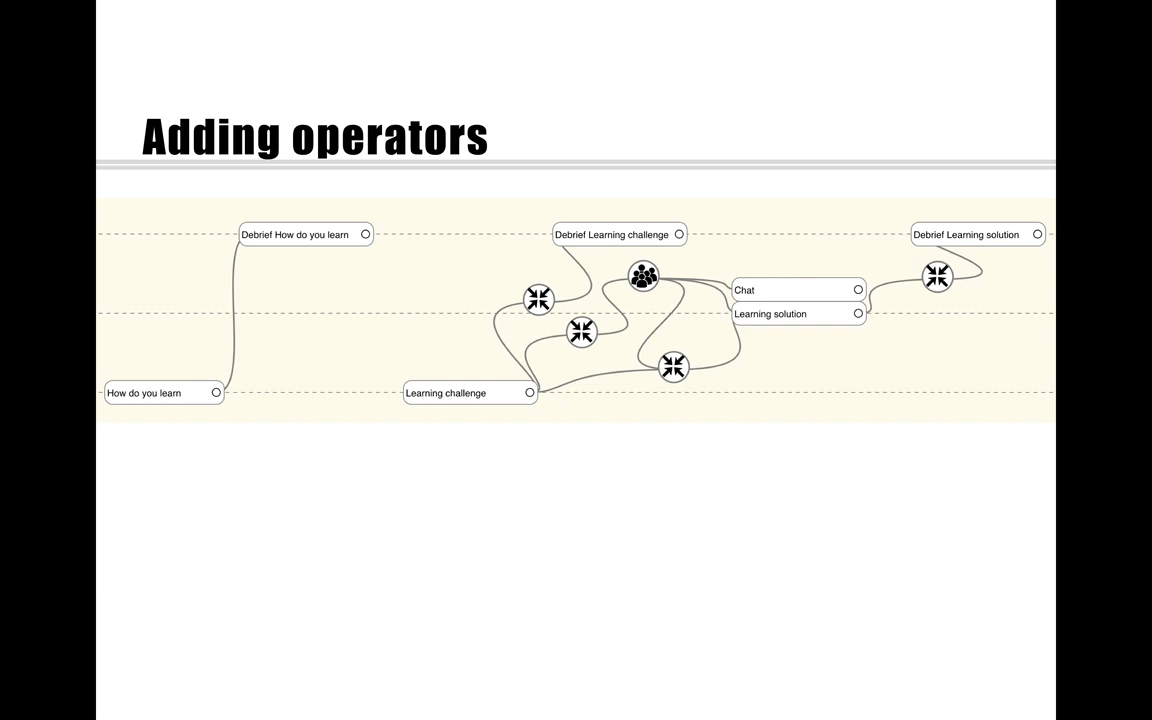 Adding operators
Debrief How do you learn
Debrief Learning challenge
Debrief Learning solution
Chat
Learning solution
How do you learn
Learning challenge